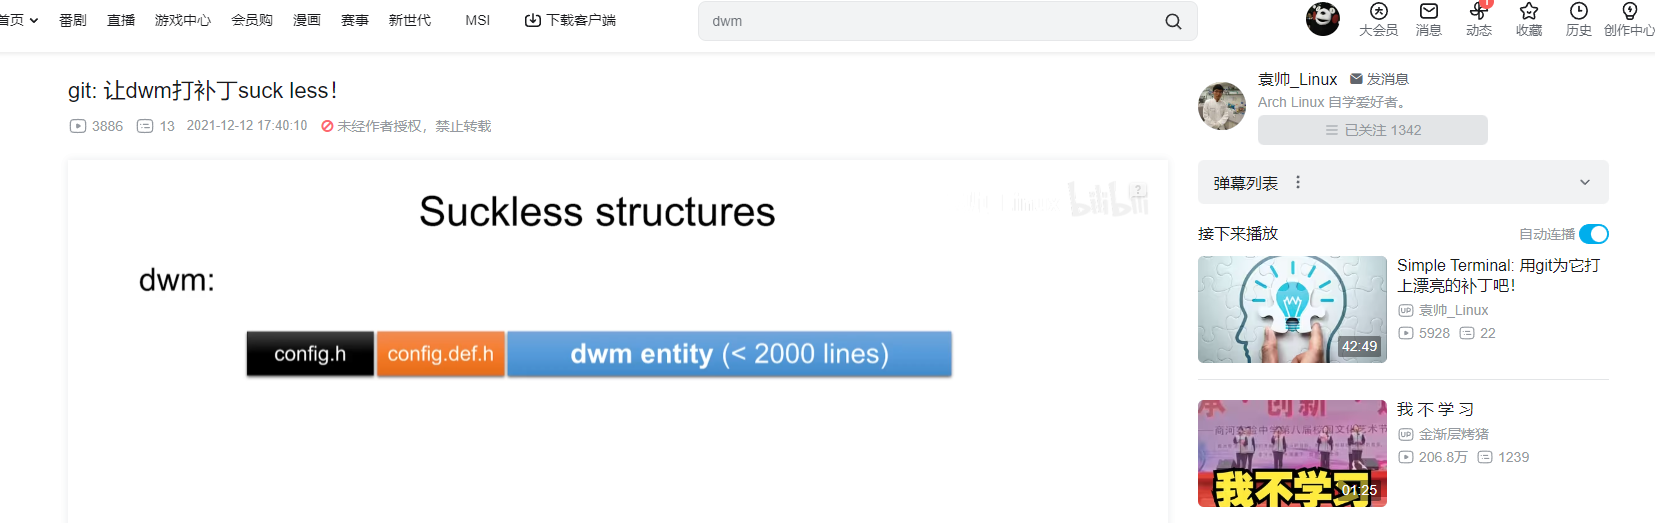 首页 番剧 直播 游戏中心 会员购 漫画 赛事 新世代 MSI 下载客户端
dwm
大会员 消息 1 动态 收藏 历史 创作中心
git: 让dwm打补丁suck less!
3886 13 2021-12-12 17:40:10 未经作者授权，禁止转载
Suckless structures
bilibili
dwm:
config.h config.def.h dwm entity (< 2000 lines)
袁帅_Linux 发消息
Arch Linux 自学爱好者。
已关注 1342
弹幕列表
接下来播放 自动连播
42:49
Simple Terminal: 用git为它打
上漂亮的补丁吧！
UP 袁帅_Linux
5928 22
我不学习
01:25
我 不 学 习
UP 金渐层烤猪
206.8万 1239